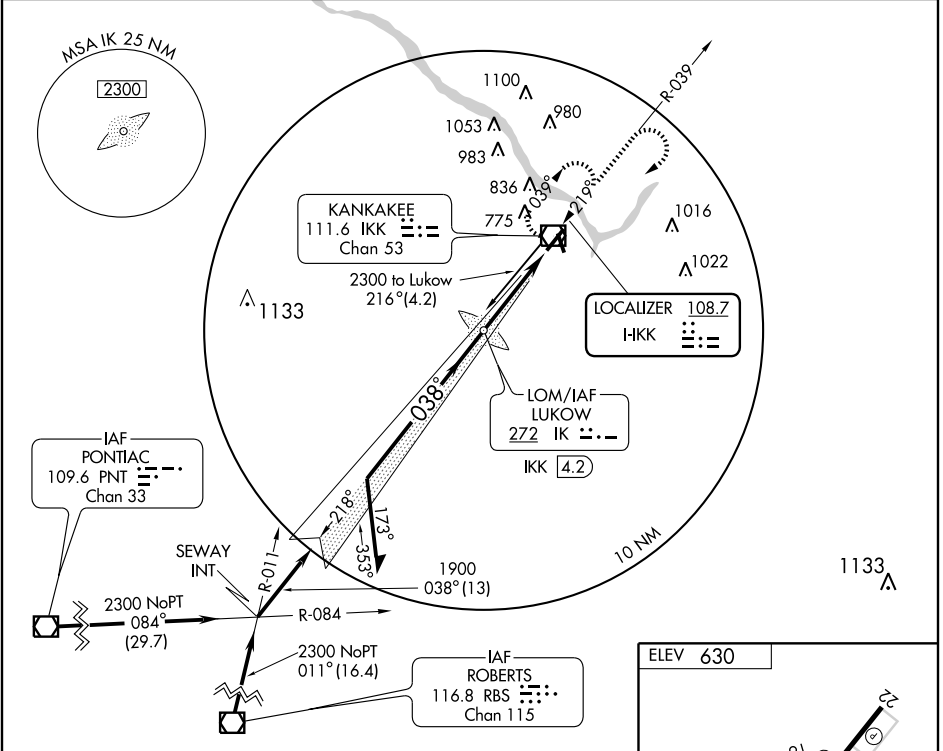 MSA IK 25 NM
2300
1100
980
1053
983
836
775
R-039
039°
219°
1016
1022
KANKAKEE
111.6 IKK
Chan 53
2300 to Lukow
216°(4.2)
1133
LOCALIZER 108.7
I-IKK
038°
LOM/IAF
LUKOW
272 IK
IKK 4.2
IAF
PONTIAC
109.6 PNT
Chan 33
218°
173°
353°
10 NM
SEWAY
INT
R-011
1900
038°(13)
1133
2300 NoPT
084°
(29.7)
R-084
2300 NoPT
011°(16.4)
IAF
ROBERTS
116.8 RBS
Chan 115
ELEV 630
22
P